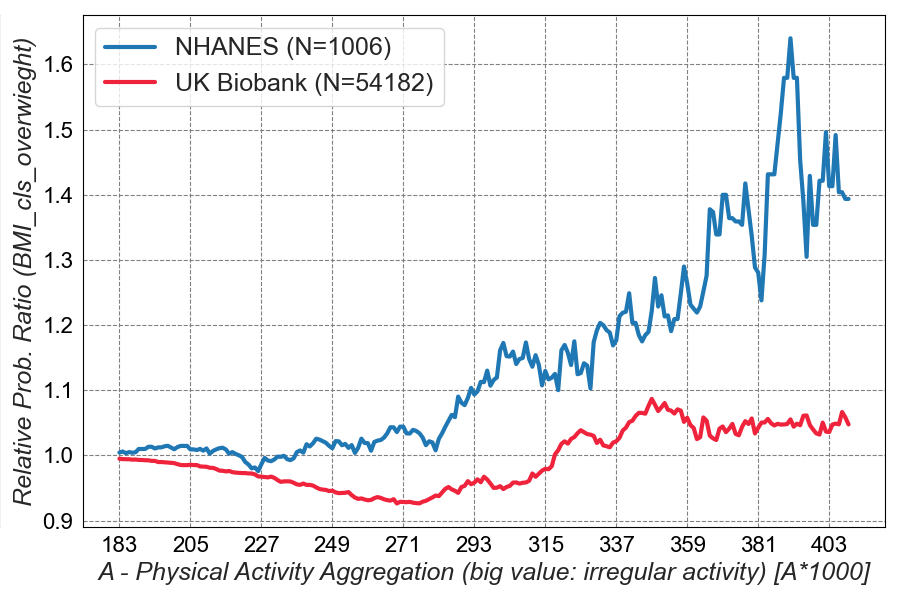 NHANES (N=1006)
UK Biobank (N=54182)
Relative Prob. Ratio (BMI_cls_overwieght)
1.6
1.5
1.4
1.3
1.2
1.1
1.0
0.9
183 205 227 249 271 293 315 337 359 381 403
A - Physical Activity Aggregation (big value: irregular activity) [A*1000]